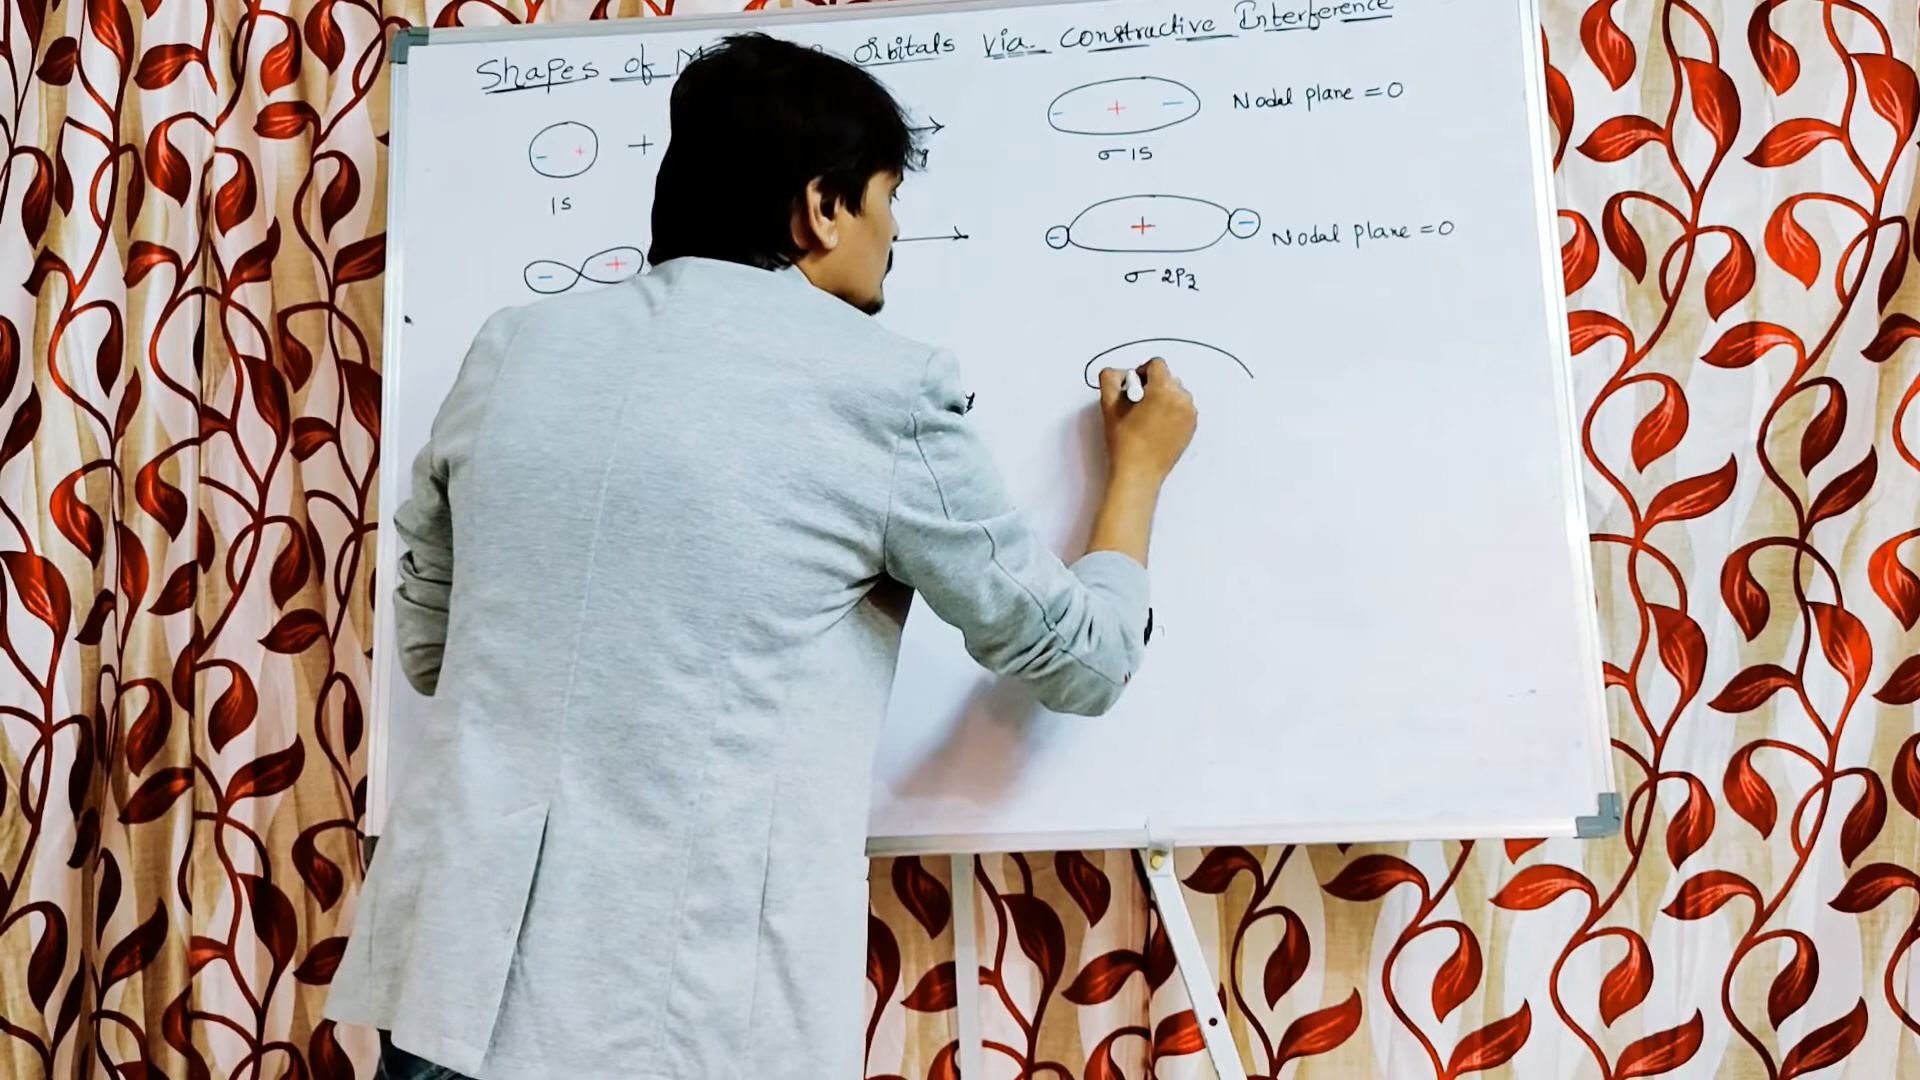 Shapes of Orbitals Via Constructive Interference
- + + → - + - Nodal plane = 0
1s σ 1s
- + → - + - Nodal plane = 0
σ 2pz